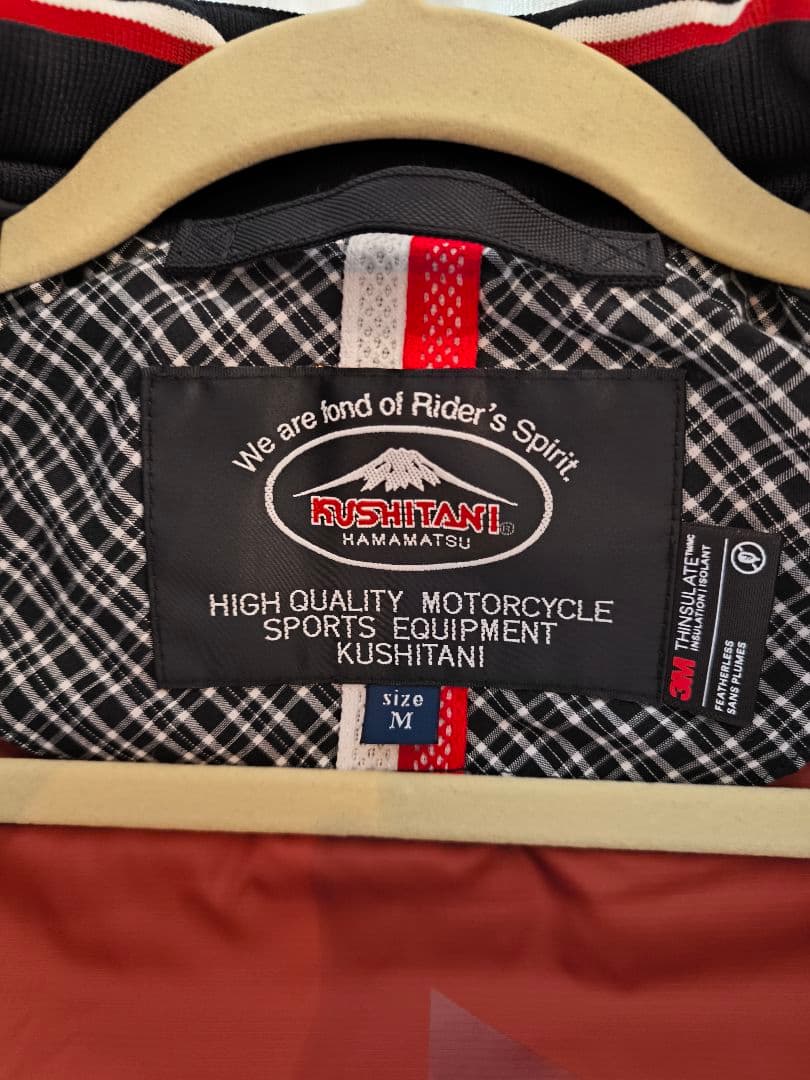 We are fond of Rider's Spirit.
KUSHITANI®
HAMAMATSU
HIGH QUALITY MOTORCYCLE
SPORTS EQUIPMENT
KUSHITANI
size
M
3M THINSULATE™MC
INSULATION | ISOLANT
FEATHERLESS
SANS PLUMES